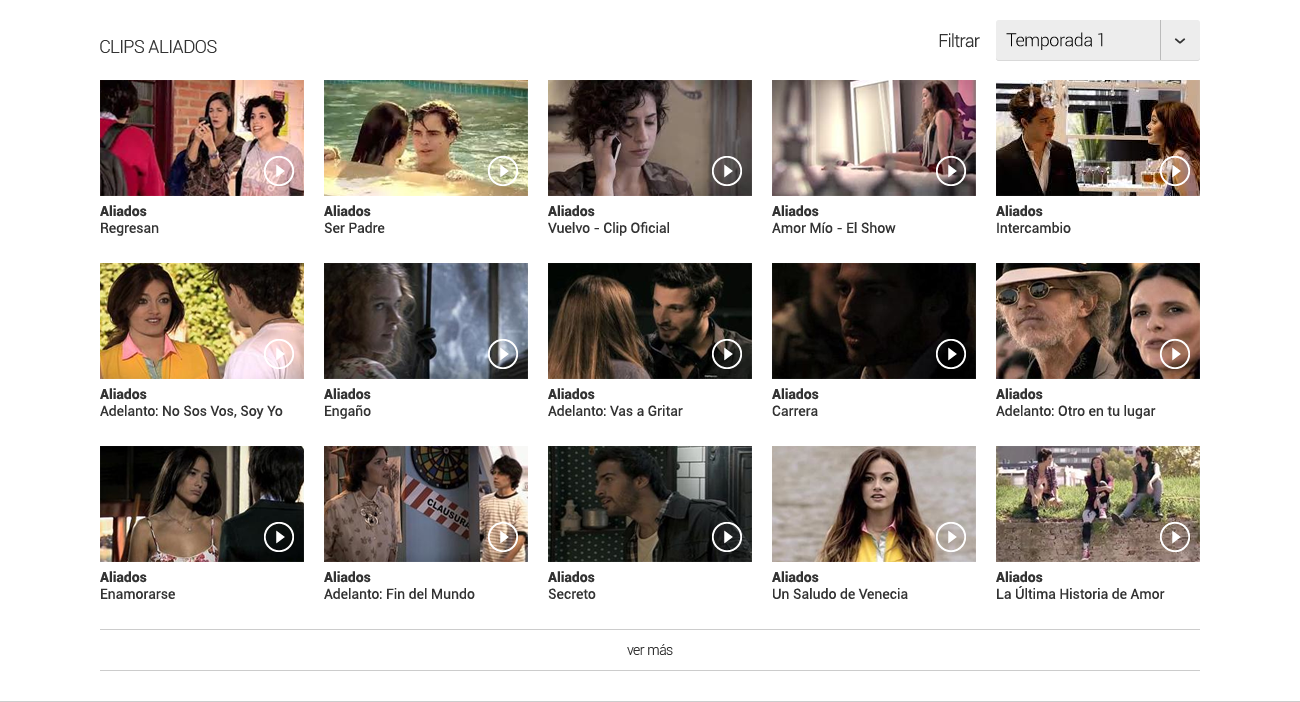 CLIPS ALIADOS
Filtrar
Temporada 1
Aliados
Regresan
Aliados
Ser Padre
Aliados
Vuelvo - Clip Oficial
Aliados
Amor Mío - El Show
Aliados
Intercambio
Aliados
Adelanto: No Sos Vos, Soy Yo
Aliados
Engaño
Aliados
Adelanto: Vas a Gritar
Aliados
Carrera
Aliados
Adelanto: Otro en tu lugar
CLAUSURA
Aliados
Enamorarse
Aliados
Adelanto: Fin del Mundo
Aliados
Secreto
Aliados
Un Saludo de Venecia
Aliados
La Última Historia de Amor
ver más